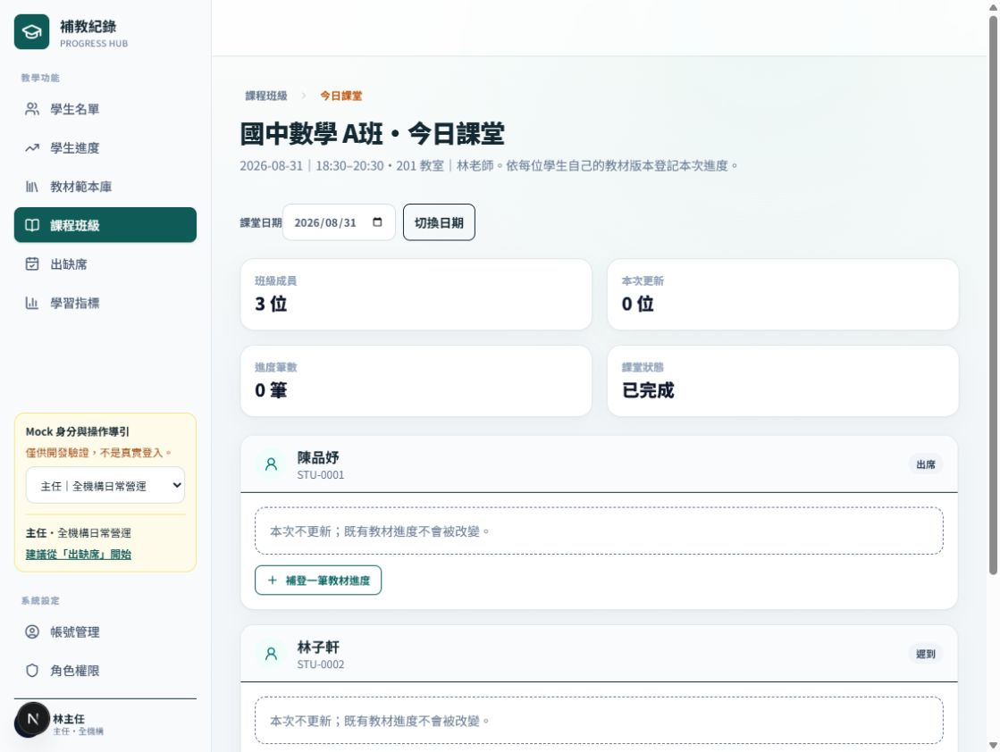 補教紀錄
PROGRESS HUB
教學功能
學生名單
學生進度
教材範本庫
課程班級
出缺席
學習指標
Mock 身分與操作導引
僅供開發驗證，不是真實登入。
主任｜全機構日常營運
主任・全機構日常營運
建議從「出缺席」開始
系統設定
帳號管理
角色權限
N
林主任
主任・全機構
課程班級
今日課堂
國中數學 A班・今日課堂
2026-08-31｜18:30–20:30・201 教室｜林老師。依每位學生自己的教材版本登記本次進度。
課堂日期
2026/08/31
切換日期
班級成員
3 位
本次更新
0 位
進度筆數
0 筆
課堂狀態
已完成
陳品妤
STU-0001
出席
本次不更新；既有教材進度不會被改變。
補登一筆教材進度
林子軒
STU-0002
遲到
本次不更新；既有教材進度不會被改變。